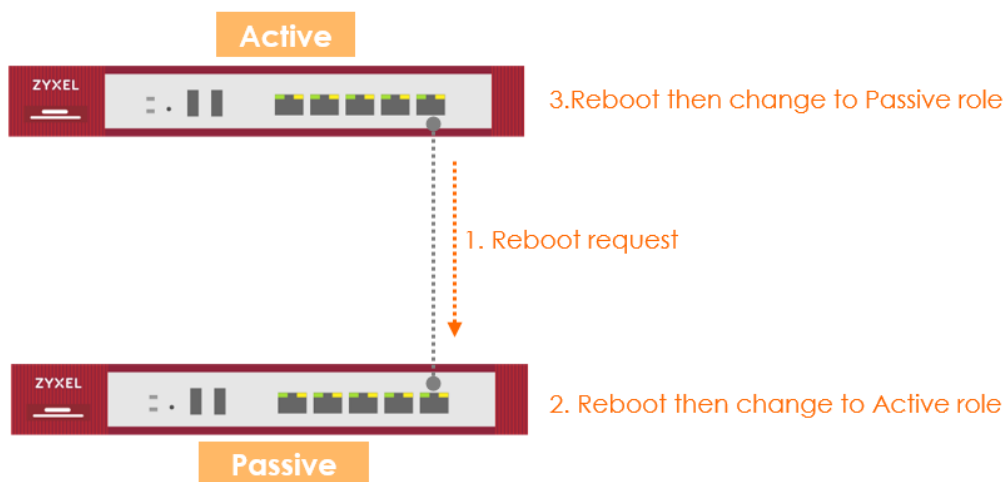 Active
ZYXEL
3.Reboot then change to Passive role
1. Reboot request
ZYXEL
2. Reboot then change to Active role
Passive